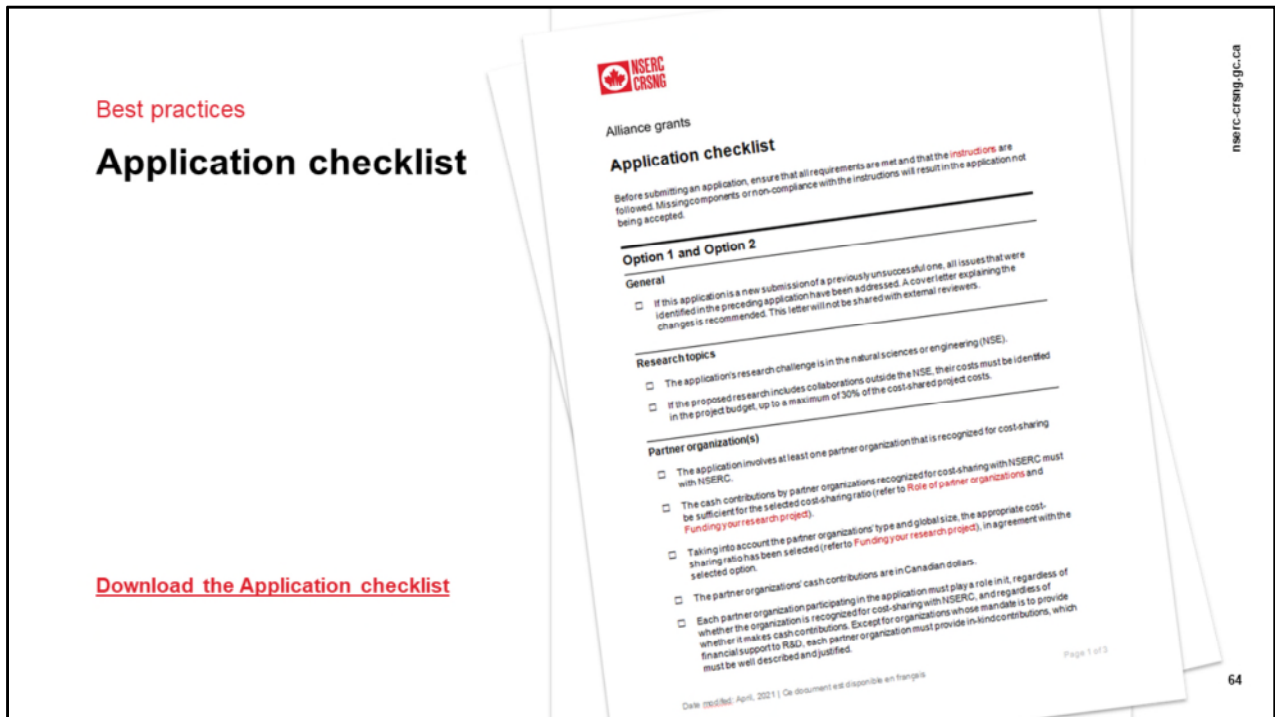 Best practices
Application checklist
Download the Application checklist
NSERC
CRSNG
Alliance grants
Application checklist
Before submitting an application, ensure that all requirements are met and that the instructions are
followed. Missing components or non-compliance with the instructions will result in the application not
being accepted.
Option 1 and Option 2
General
If this application is a new submission of a previously unsuccessful one, all issues that were
identified in the preceding application have been addressed. A cover letter explaining the
changes is recommended. This letter will not be shared with external reviewers.
Research topics
The application's research challenge is in the natural sciences or engineering (NSE).
If the proposed research includes collaborations outside the NSE, their costs must be identified
in the project budget, up to a maximum of 30% of the cost-shared project costs.
Partner organization(s)
The application involves at least one partner organization that is recognized for cost-sharing
with NSERC.
The cash contributions by partner organizations recognized for cost-sharing with NSERC must
be sufficient for the selected cost-sharing ratio (refer to Role of partner organizations and
Funding your research project).
Taking into account the partner organizations' type and global size, the appropriate cost-
sharing ratio has been selected (refer to Funding your research project), in agreement with the
selected option.
The partner organizations' cash contributions are in Canadian dollars.
Each partner organization participating in the application must play a role in it, regardless of
whether the organization is recognized for cost-sharing with NSERC, and regardless of
whether it makes cash contributions. Except for organizations whose mandate is to provide
financial support to R&D, each partner organization must provide in-kind contributions, which
must be well described and justified.
Page 1 of 3
Date modifed: April, 2021 | Ce document est disponible en français
nserc-crsng.gc.ca
64